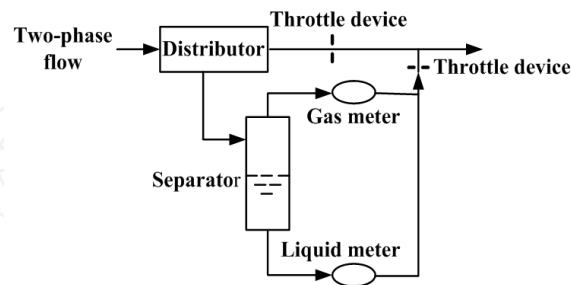 Throttle device
Two-phase
flow
Distributor
Throttle device
Gas meter
Separator
Liquid meter